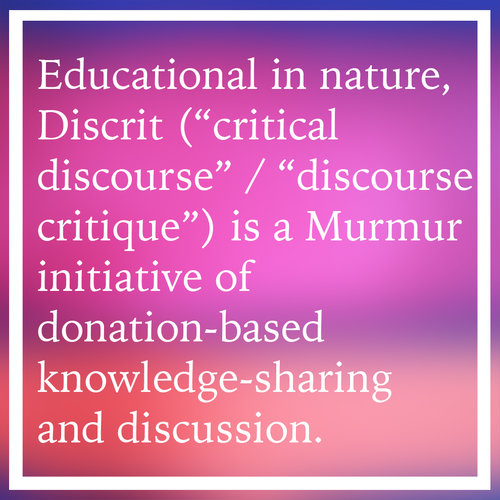 Educational in nature,
Discrit (“critical
discourse” / “discourse
critique”) is a Murmur
initiative of
donation-based
knowledge-sharing
and discussion.